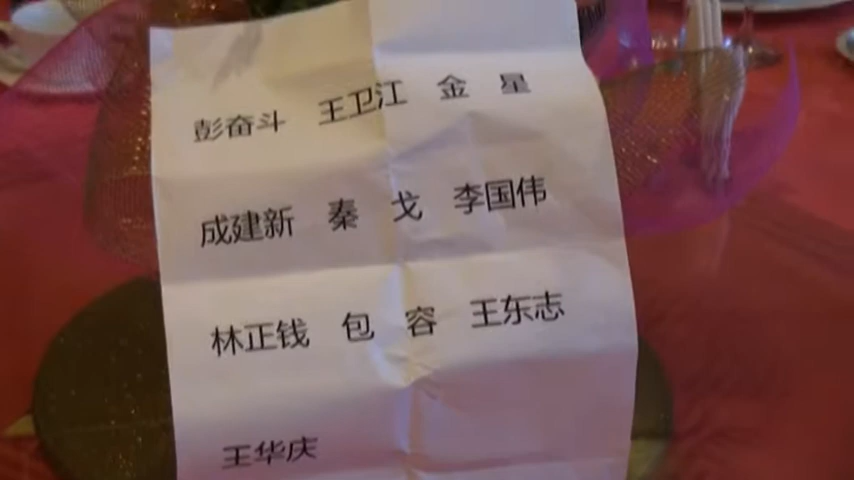 彭奋斗 王卫江 金 星
成建新 秦 戈 李国伟
林正钱 包 容 王东志
王华庆